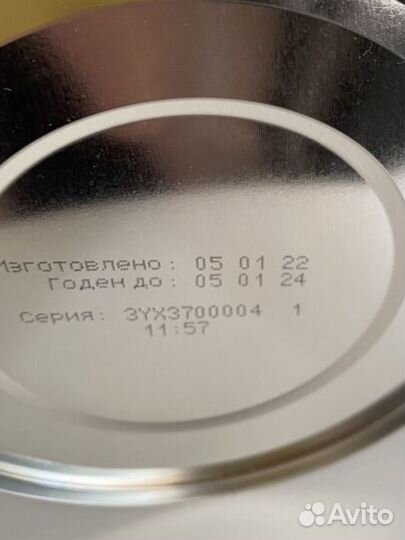 Изготовлено: 05 01 22
Годен до: 05 01 24
Серия: 3YX3700004 1
11:57
Avito